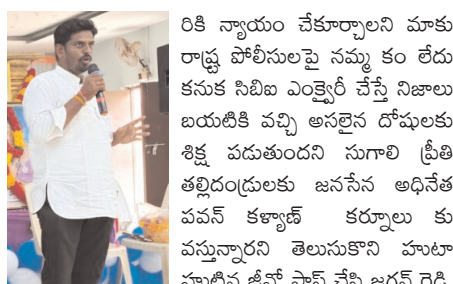 రికి న్యాయం చేకూర్చాలని మాకు
రాష్ట్ర పోలీసులపై నమ్మ కం లేదు
కనుక సిబిఐ ఎంక్వైరీ చేస్తే నిజాలు
బయటికి వచ్చి అసలైన దోషులకు
శిక్ష పడుతుందని సుగాలి ప్రీతి
తల్లిదండ్రులకు జనసేన అధినేత
పవన్ కళ్యాణ్ కర్నూలు కు
వస్తున్నారని తెలుసుకొని హుటా
హుటిన జీవో పాస్ చేసి జగన్ రెడ్డి